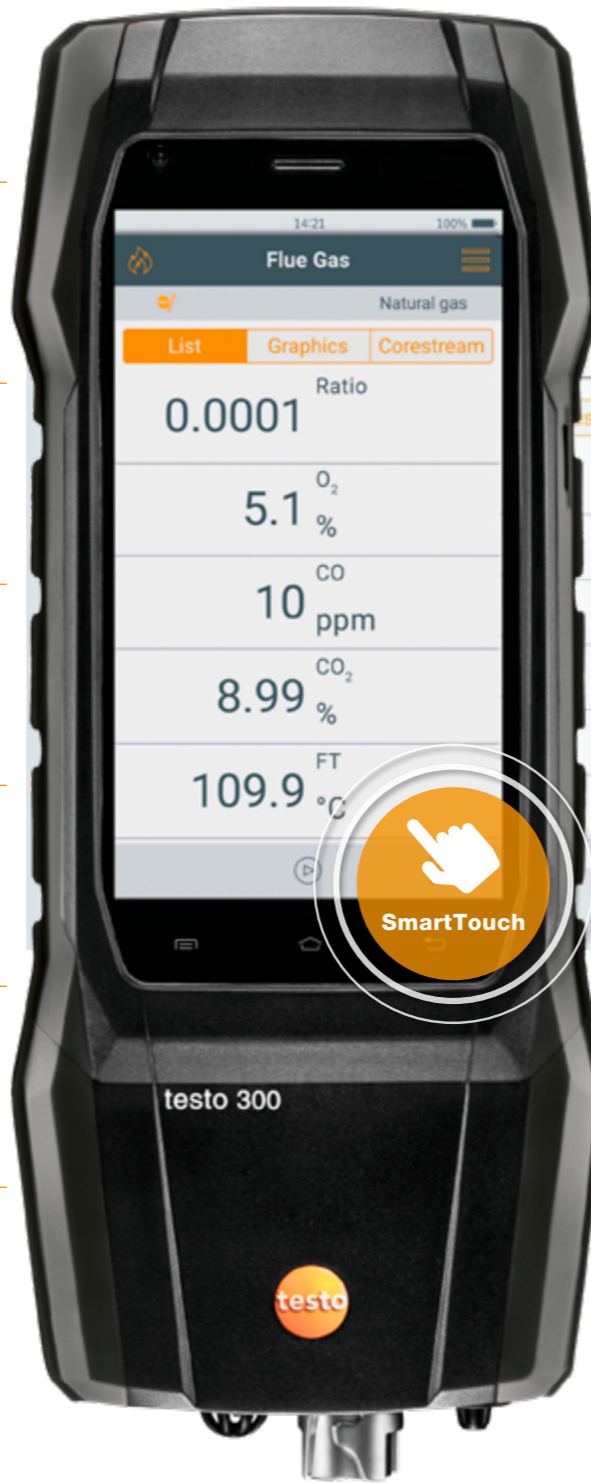 14:21 100%
Flue Gas
Natural gas
List Graphics Corestream
0.0001 Ratio
5.1 O₂ %
10 CO ppm
8.99 CO₂ %
109.9 FT °C
SmartTouch
testo 300
testo